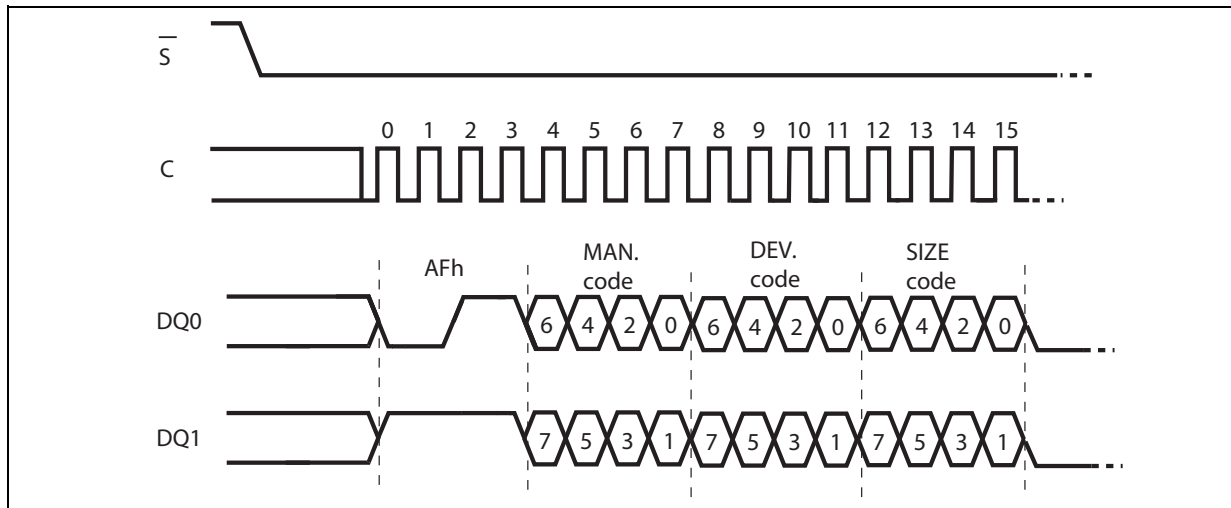 S
0 1 2 3 4 5 6 7 8 9 10 11 12 13 14 15
C
AFh
MAN.
code
DEV.
code
SIZE
code
DQ0
6 4 2 0 6 4 2 0 6 4 2 0
DQ1
7 5 3 1 7 5 3 1 7 5 3 1